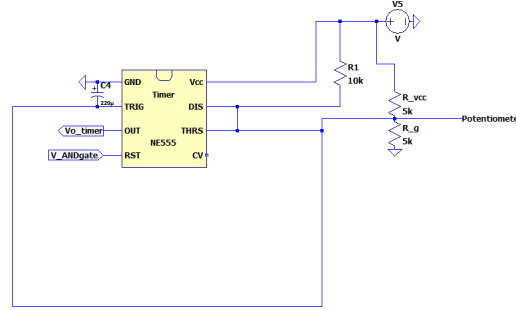 V5
V
R1
10k
GND
Vcc
C4
Timer
220µ
TRIG
DIS
R_vcc
5k
Potentiomete
Vo_timer
OUT
THRS
R_g
5k
NE555
V_ANDgate
RST
CV